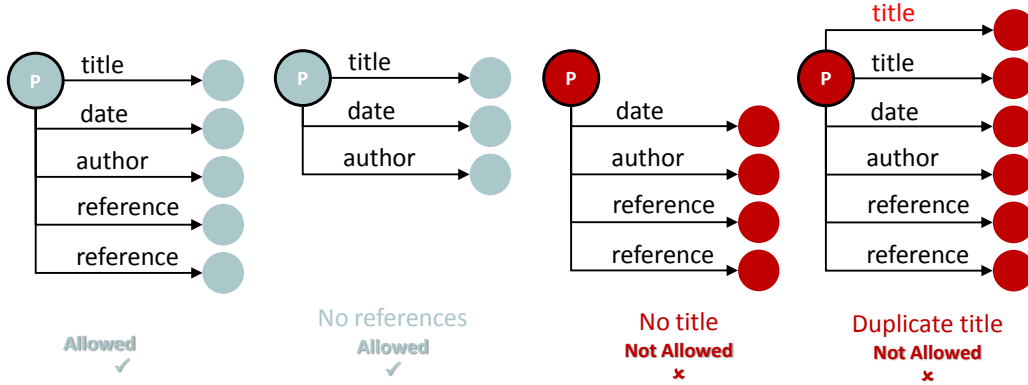 P
title
date
author
reference
reference
Allowed
✓
P
title
date
author
No references
Allowed
✓
P
date
author
reference
reference
No title
Not Allowed
✘
title
P
title
date
author
reference
reference
Duplicate title
Not Allowed
✘